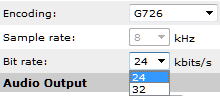 Encoding: G726
Sample rate: 8 kHz
Bit rate: 24 kbits/s
24
Audio Output 32